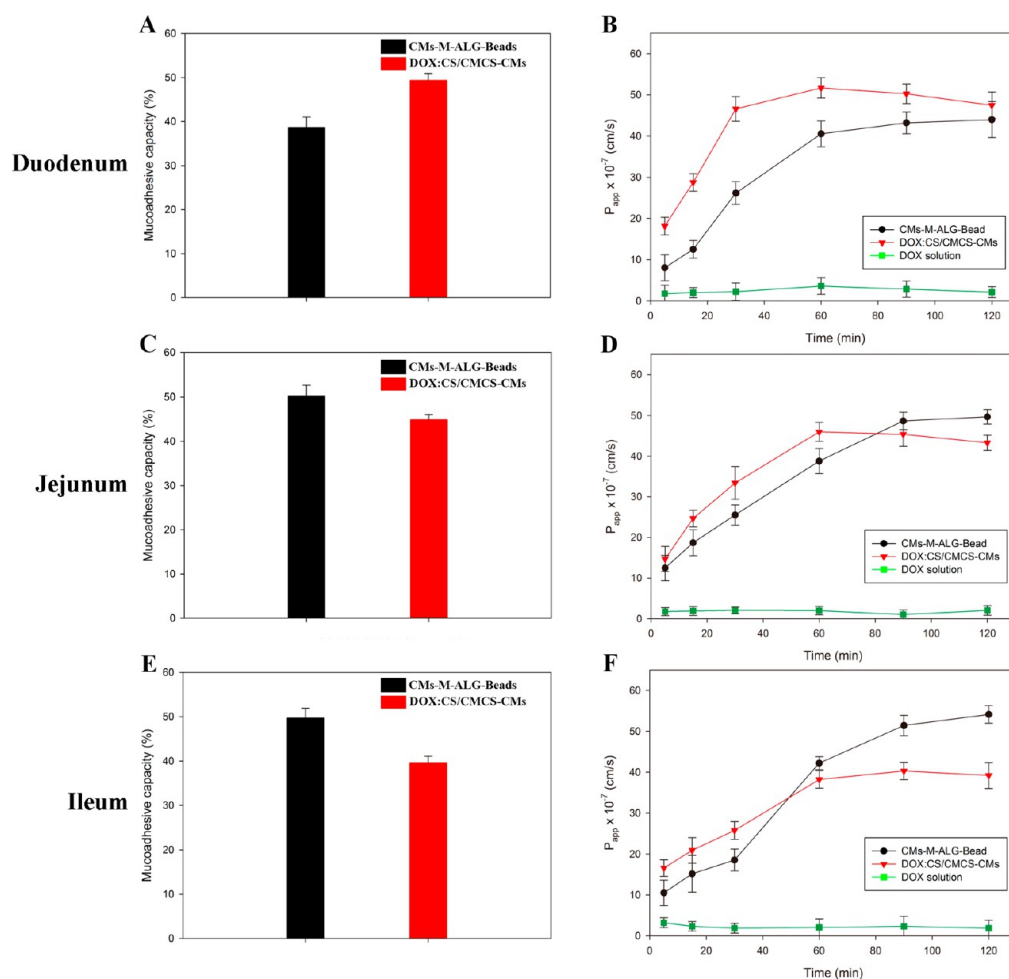 A
60
50
40
30
20
10
0
Mucoadhesive capacity (%)
CMs-M-ALG-Beads
DOX:CS/CMCS-CMs
Duodenum
B
60
50
40
30
20
10
0
P_app x 10^-7 (cm/s)
CMs-M-ALG-Bead
DOX:CS/CMCS-CMs
DOX solution
0 20 40 60 80 100 120
Time (min)
C
60
50
40
30
20
10
0
Mucoadhesive capacity (%)
CMs-M-ALG-Beads
DOX:CS/CMCS-CMs
Jejunum
D
60
50
40
30
20
10
0
P_app x 10^-7 (cm/s)
CMs-M-ALG-Bead
DOX:CS/CMCS-CMs
DOX solution
0 20 40 60 80 100 120
Time (min)
E
60
50
40
30
20
10
0
Mucoadhesive capacity (%)
CMs-M-ALG-Beads
DOX:CS/CMCS-CMs
Ileum
F
60
50
40
30
20
10
0
P_app x 10^-7 (cm/s)
CMs-M-ALG-Bead
DOX:CS/CMCS-CMs
DOX solution
0 20 40 60 80 100 120
Time (min)